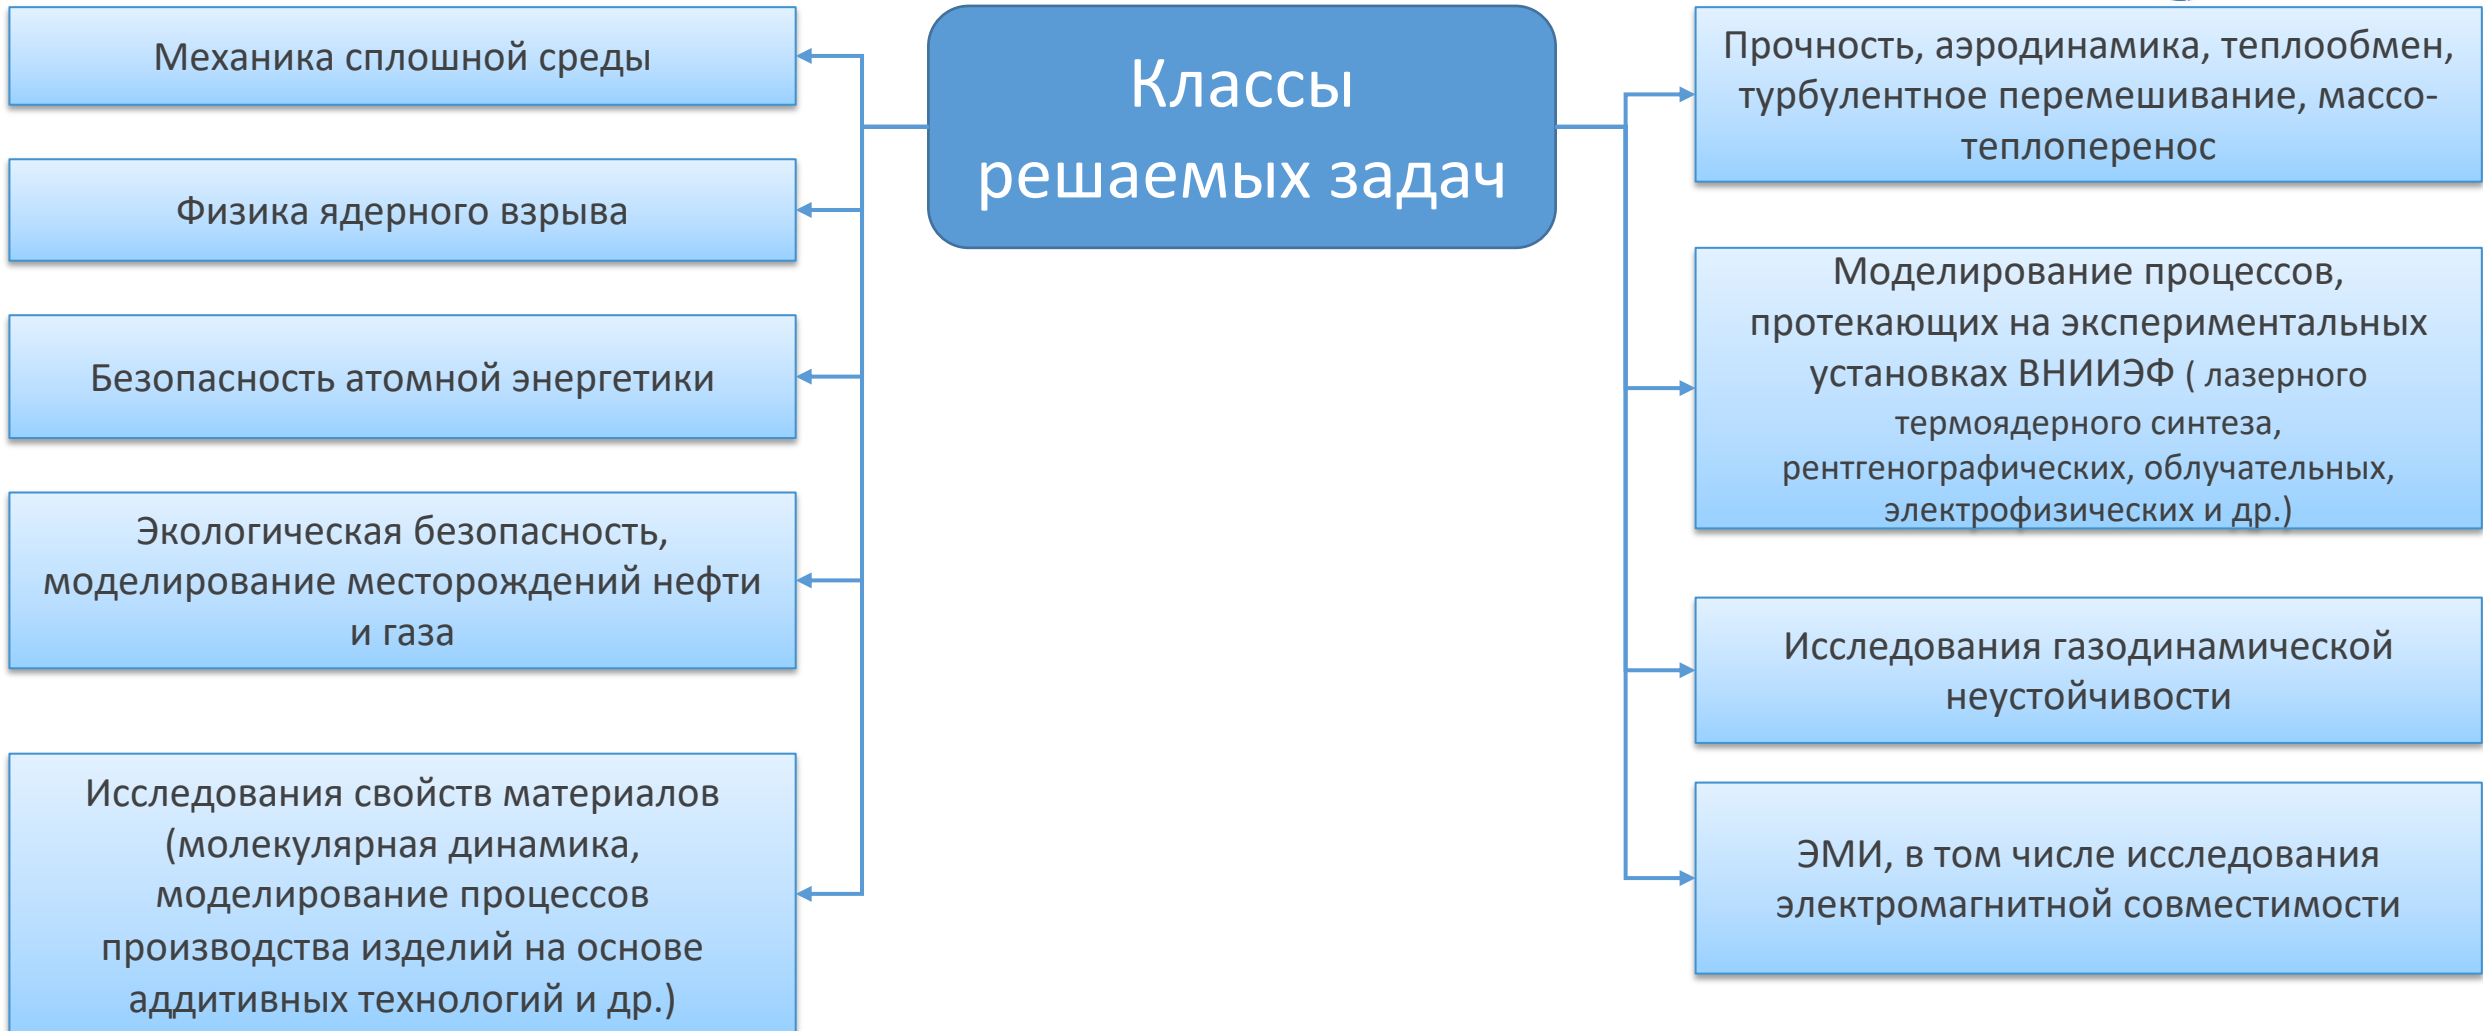 Классы
решаемых задач
Механика сплошной среды
Физика ядерного взрыва
Безопасность атомной энергетики
Экологическая безопасность,
моделирование месторождений нефти
и газа
Исследования свойств материалов
(молекулярная динамика,
моделирование процессов
производства изделий на основе
аддитивных технологий и др.)
Прочность, аэродинамика, теплообмен,
турбулентное перемешивание, массо-
теплоперенос
Моделирование процессов,
протекающих на экспериментальных
установках ВНИИЭФ ( лазерного
термоядерного синтеза,
рентгенографических, облучательных,
электрофизических и др.)
Исследования газодинамической
неустойчивости
ЭМИ, в том числе исследования
электромагнитной совместимости